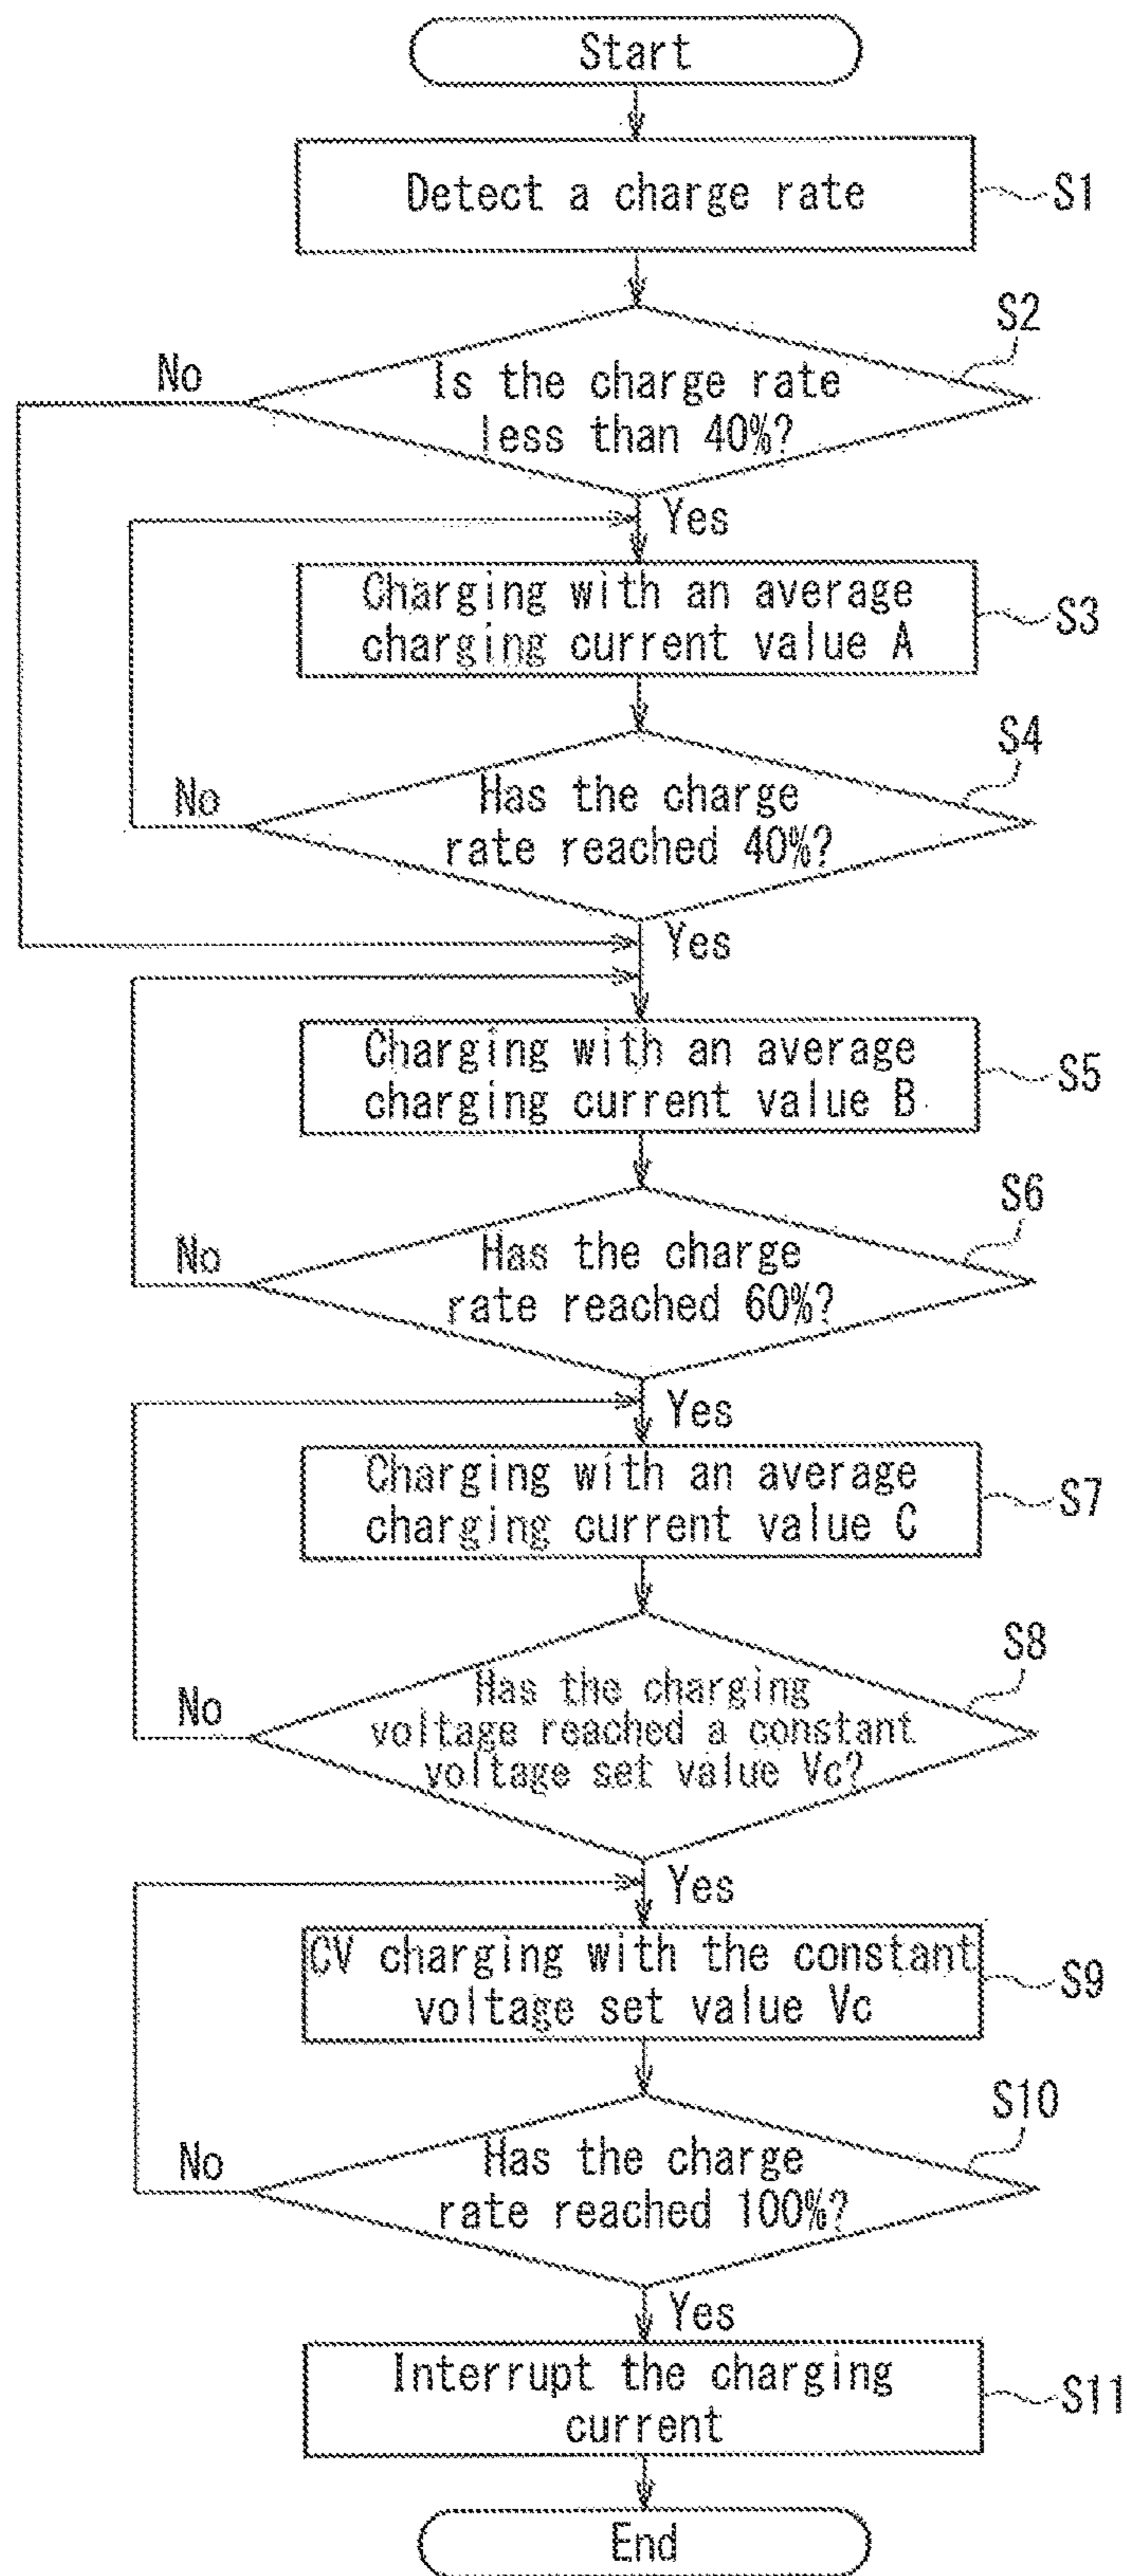 Start
Detect a charge rate
S1
S2
No
Is the charge rate
less than 40%?
Yes
Charging with an average
charging current value A
S3
S4
No
Has the charge
rate reached 40%?
Yes
Charging with an average
charging current value B
S5
S6
No
Has the charge
rate reached 60%?
Yes
Charging with an average
charging current value C
S7
S8
No
Has the charging
voltage reached a constant
voltage set value Vc?
Yes
CV charging with the constant
voltage set value Vc
S9
S10
No
Has the charge
rate reached 100%?
Yes
Interrupt the charging
current
S11
End